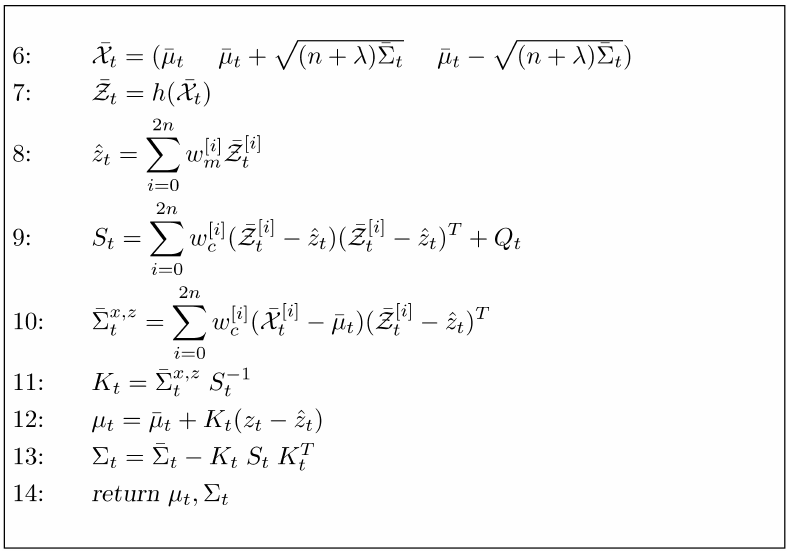 6: $\bar{\mathcal{X}}_t = (\bar{\mu}_t \quad \bar{\mu}_t + \sqrt{(n+\lambda)\bar{\Sigma}_t} \quad \bar{\mu}_t - \sqrt{(n+\lambda)\bar{\Sigma}_t})$
7: $\bar{\mathcal{Z}}_t = h(\bar{\mathcal{X}}_t)$
8: $\hat{z}_t = \sum_{i=0}^{2n} w_m^{[i]} \bar{\mathcal{Z}}_t^{[i]}$
9: $S_t = \sum_{i=0}^{2n} w_c^{[i]} (\bar{\mathcal{Z}}_t^{[i]} - \hat{z}_t)(\bar{\mathcal{Z}}_t^{[i]} - \hat{z}_t)^T + Q_t$
10: $\bar{\Sigma}_t^{x,z} = \sum_{i=0}^{2n} w_c^{[i]} (\bar{\mathcal{X}}_t^{[i]} - \bar{\mu}_t)(\bar{\mathcal{Z}}_t^{[i]} - \hat{z}_t)^T$
11: $K_t = \bar{\Sigma}_t^{x,z} \; S_t^{-1}$
12: $\mu_t = \bar{\mu}_t + K_t(z_t - \hat{z}_t)$
13: $\Sigma_t = \bar{\Sigma}_t - K_t \; S_t \; K_t^T$
14: return $\mu_t, \Sigma_t$